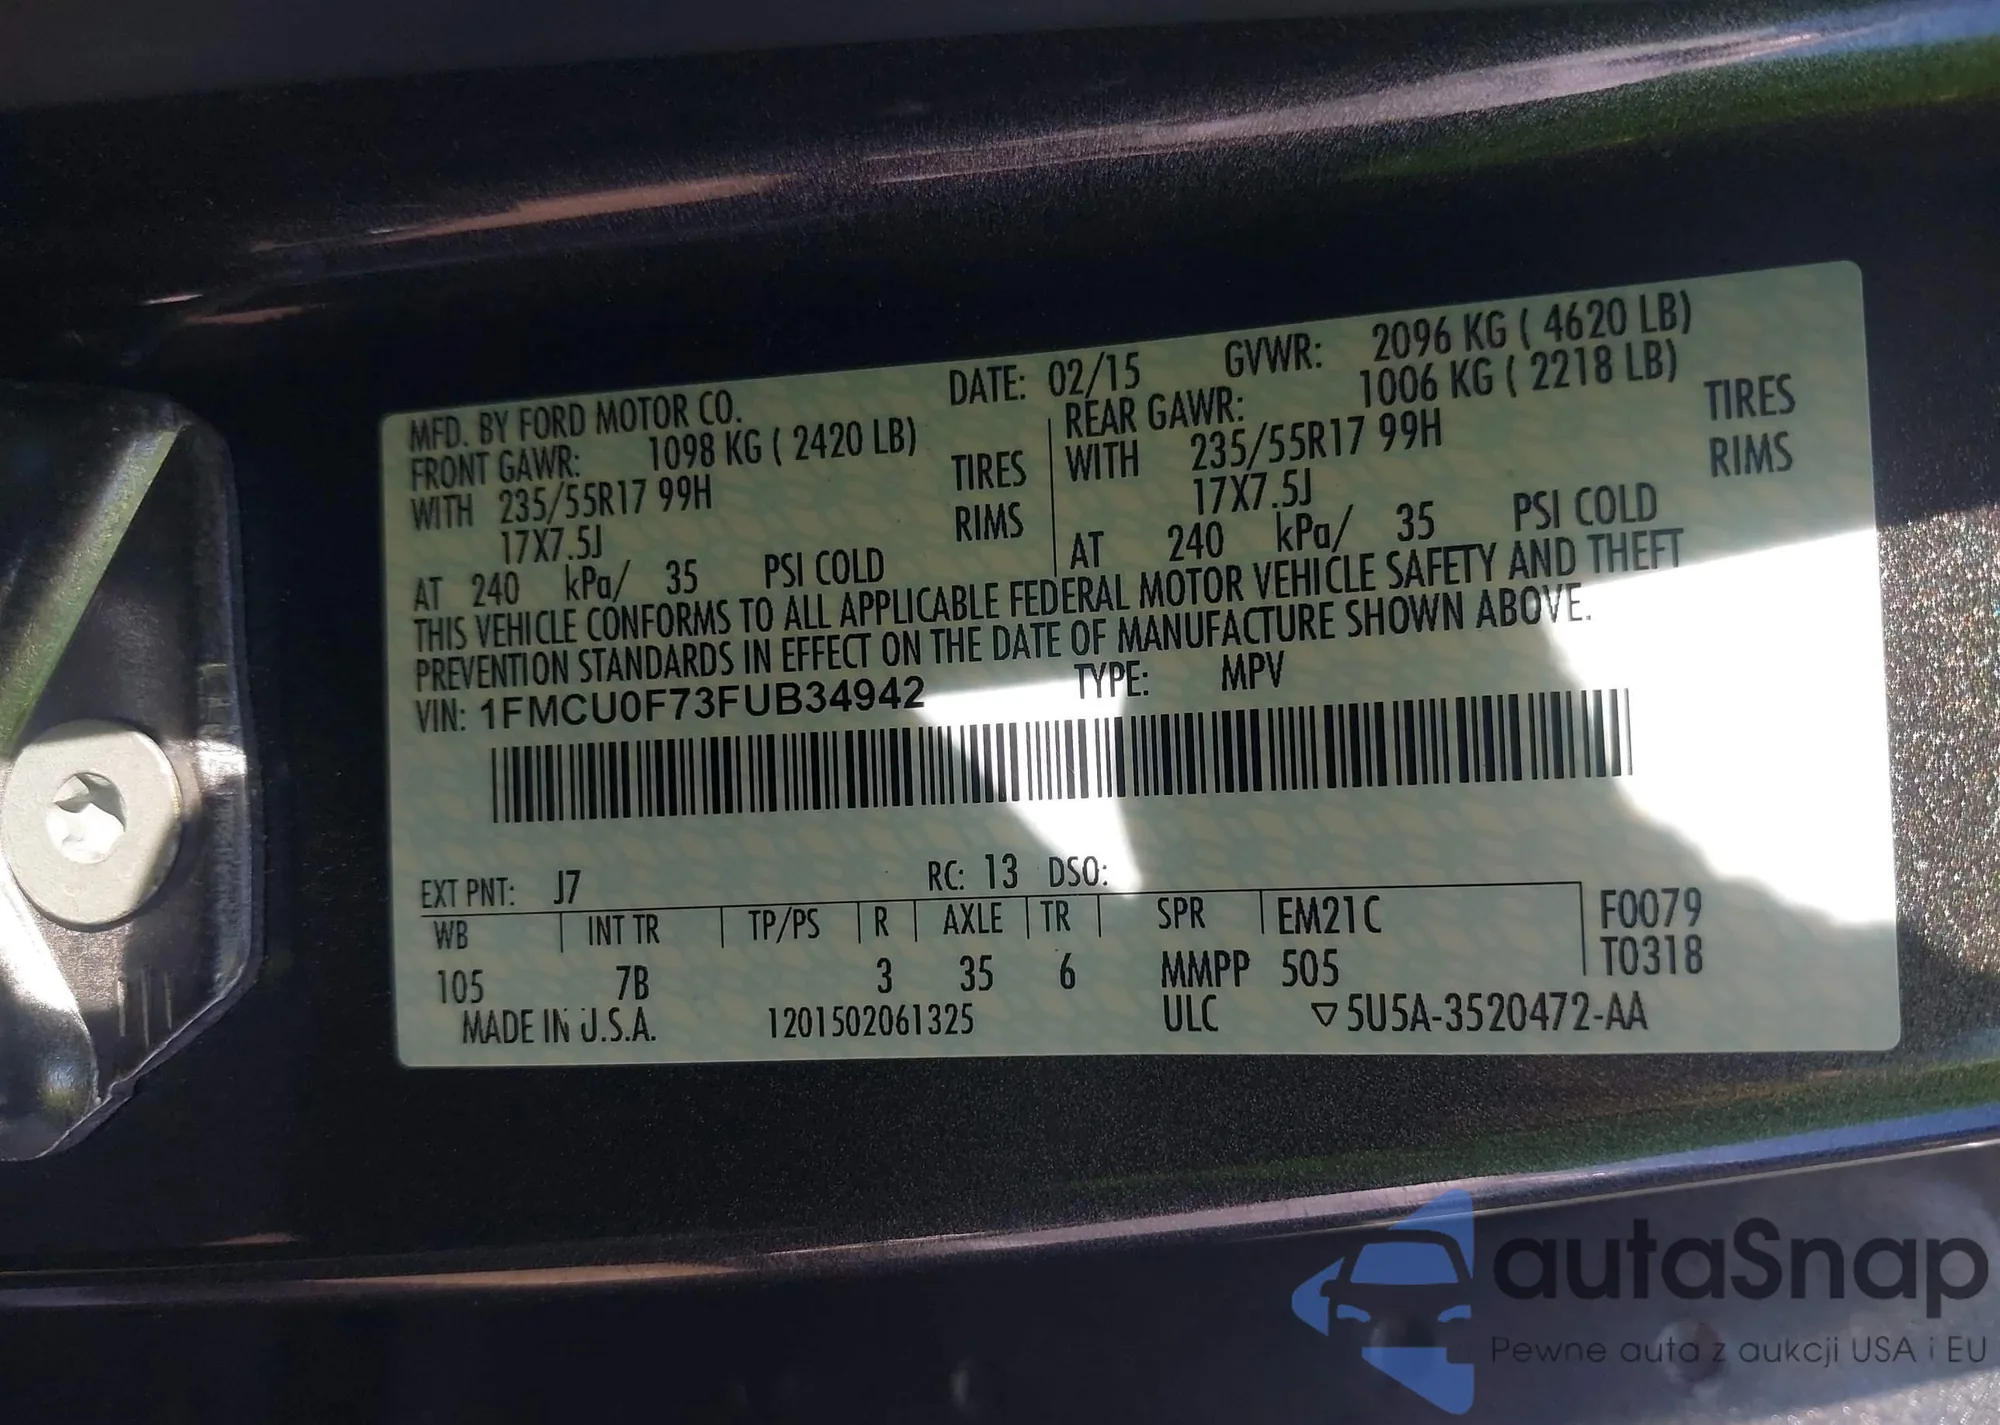 MFD. BY FORD MOTOR CO. DATE: 02/15 GVWR: 2096 KG ( 4620 LB)
FRONT GAWR: 1098 KG ( 2420 LB) REAR GAWR: 1006 KG ( 2218 LB)
WITH 235/55R17 99H TIRES WITH 235/55R17 99H TIRES
17X7.5J RIMS 17X7.5J RIMS
AT 240 kPa/ 35 PSI COLD AT 240 kPa/ 35 PSI COLD
THIS VEHICLE CONFORMS TO ALL APPLICABLE FEDERAL MOTOR VEHICLE SAFETY AND THEFT
PREVENTION STANDARDS IN EFFECT ON THE DATE OF MANUFACTURE SHOWN ABOVE.
VIN: 1FMCU0F73FUB34942 TYPE: MPV
EXT PNT: J7 RC: 13 DSO:
WB INT TR TP/PS R AXLE TR SPR EM21C F0079
105 7B 3 35 6 MMPP 505 T0318
MADE IN U.S.A. 1201502061325 ULC ▽5U5A-3520472-AA
autaSnap
Pewne auta z aukcji USA i EU